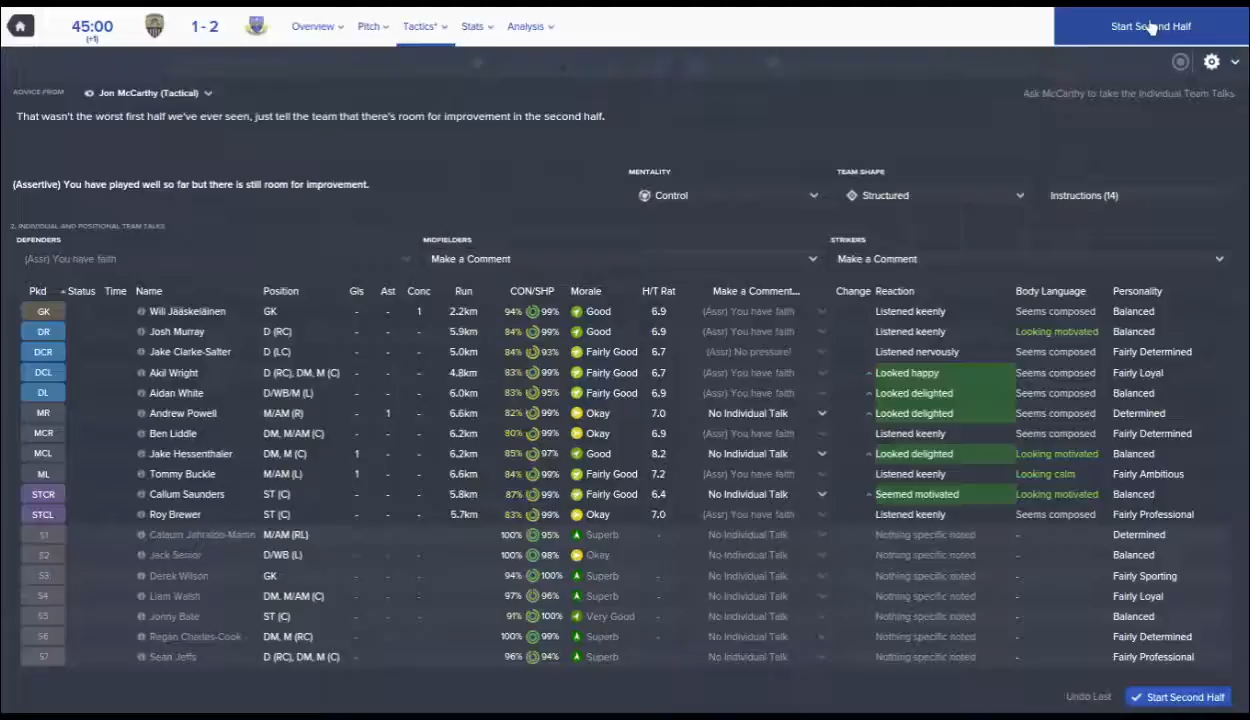 45:00 (+1) 1 - 2 Overview Pitch Tactics* Stats Analysis Start Second Half
ADVICE FROM Jon McCarthy (Tactical) Ask McCarthy to take the Individual Team Talks
That wasn't the worst first half we've ever seen, just tell the team that there's room for improvement in the second half.
MENTALITY TEAM SHAPE
(Assertive) You have played well so far but there is still room for improvement. Control Structured Instructions (14)
2. INDIVIDUAL AND POSITIONAL TEAM TALKS
DEFENDERS MIDFIELDERS STRIKERS
(Assr) You have faith Make a Comment Make a Comment
Pkd Status Time Name Position Gls Ast Conc Run CON/SHP Morale H/T Rat Make a Comment... Change Reaction Body Language Personality
GK Will Jääskeläinen GK - - 1 2.2km 94% 99% Good 6.9 (Assr) You have faith Listened keenly Seems composed Balanced
DR Josh Murray D (RC) - - - 5.9km 84% 99% Good 6.9 (Assr) You have faith Listened keenly Looking motivated Balanced
DCR Jake Clarke-Salter D (LC) - - - 5.0km 84% 93% Fairly Good 6.7 (Assr) No pressure! Listened nervously Seems composed Fairly Determined
DCL Akil Wright D (RC), DM, M (C) - - - 4.8km 83% 99% Fairly Good 6.7 (Assr) You have faith Looked happy Seems composed Fairly Loyal
DL Aidan White D/WB/M (L) - - - 6.0km 83% 95% Fairly Good 6.9 (Assr) You have faith Looked delighted Seems composed Balanced
MR Andrew Powell M/AM (R) - 1 - 6.6km 82% 99% Okay 7.0 No Individual Talk Looked delighted Seems composed Determined
MCR Ben Liddle DM, M/AM (C) - - - 6.2km 80% 99% Okay 6.9 (Assr) You have faith Listened keenly Seems composed Fairly Determined
MCL Jake Hessenthaler DM, M (C) 1 - - 6.2km 85% 97% Good 8.2 No Individual Talk Looked delighted Looking motivated Balanced
ML Tommy Buckle M/AM (L) 1 - - 6.6km 84% 99% Fairly Good 7.2 (Assr) You have faith Listened keenly Looking calm Fairly Ambitious
STCR Callum Saunders ST (C) - - - 5.8km 87% 99% Fairly Good 6.4 No Individual Talk Seemed motivated Looking motivated Balanced
STCL Roy Brewer ST (C) - - - 5.7km 83% 99% Okay 7.0 (Assr) You have faith Listened keenly Seems composed Fairly Professional
S1 M/AM (RL) 100% 95% Superb - No Individual Talk Nothing specific noted - Determined
S2 Jack Senior D/WB (L) 100% 98% Okay No Individual Talk Nothing specific noted - Balanced
S3 Derek Wilson GK 94% 100% Superb - No Individual Talk Nothing specific noted - Fairly Sporting
S4 Liam Walsh DM, M/AM (C) 97% 96% Superb - No Individual Talk Nothing specific noted - Fairly Loyal
S5 Jonny Bate ST (C) 91% 100% Very Good - No Individual Talk Nothing specific noted - Balanced
S6 Regan Charles-Cook DM, M (RC) 100% 99% Superb - No Individual Talk Nothing specific noted - Fairly Determined
S7 Sean Jeffs D (RC), DM, M (C) 96% 94% Superb No Individual Talk Nothing specific noted - Fairly Professional
Undo Last Start Second Half